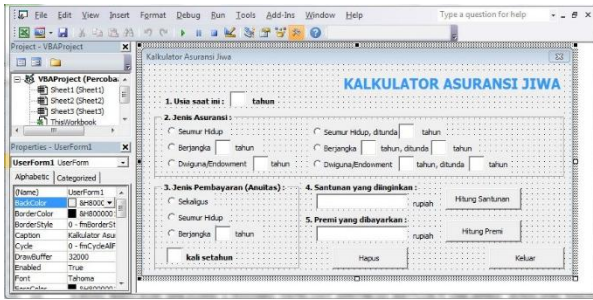 File Edit View Insert Format Debug Run Tools Add-Ins Window Help
Type a question for help
Project - VBAProject
VBAProject (Percoba
Sheet1 (Sheet1)
Sheet2 (Sheet2)
Sheet3 (Sheet3)
ThisWorkbook
Properties - UserForm1
UserForm1 UserForm
Alphabetic Categorized
(Name) UserForm1
BackColor &H8000C
BorderColor &H800000
BorderStyle 0 - fmBorderSt
Caption Kalkulator Asur
Cycle 0 - fmCycleAllF
DrawBuffer 32000
Enabled True
Font Tahoma
Kalkulator Asuransi Jiwa
KALKULATOR ASURANSI JIWA
1. Usia saat ini : tahun
2. Jenis Asuransi :
Seumur Hidup
Seumur Hidup, ditunda tahun
Berjangka tahun
Berjangka tahun, ditunda tahun
Dwiguna/Endowment tahun
Dwiguna/Endowment tahun, ditunda tahun
3. Jenis Pembayaran (Anuitas) :
Sekaligus
Seumur Hidup
Berjangka tahun
kali setahun
4. Santunan yang diinginkan :
rupiah
Hitung Santunan
5. Premi yang dibayarkan :
rupiah
Hitung Premi
Hapus
Keluar